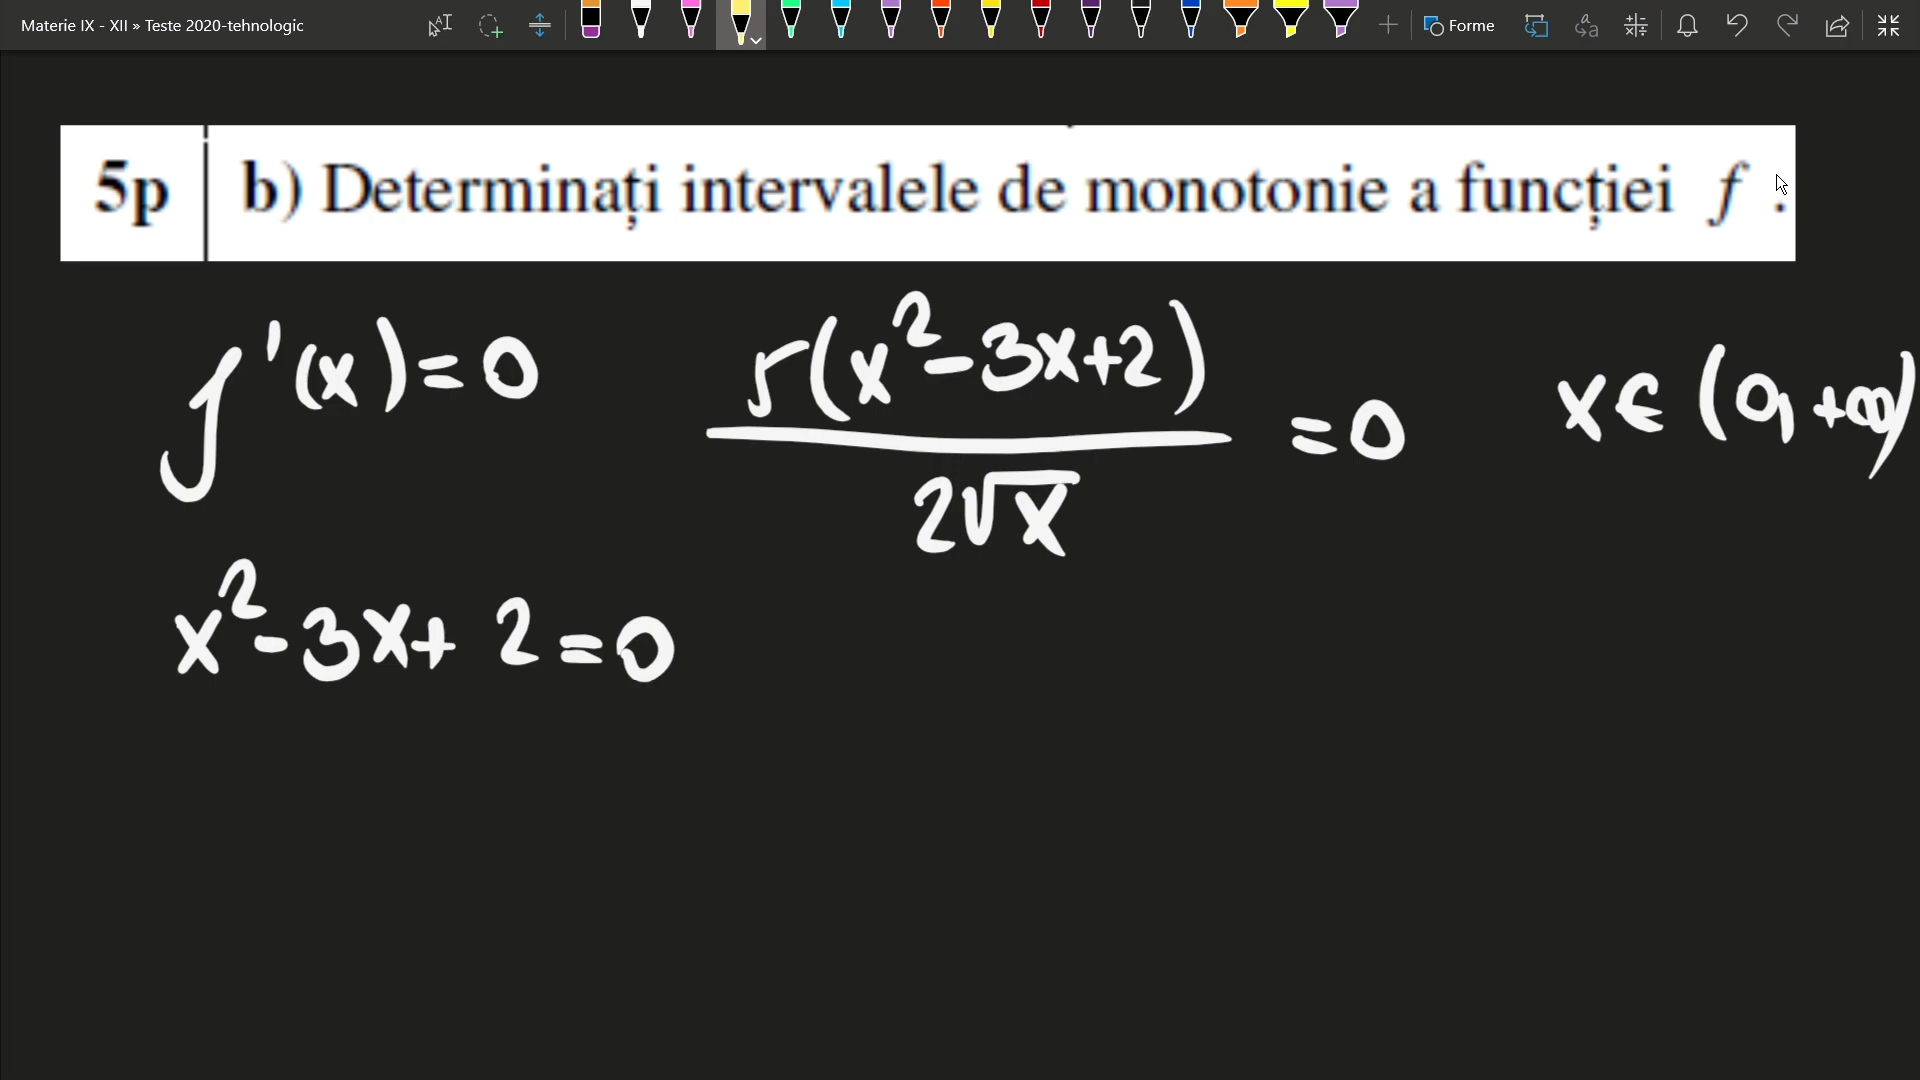 Materie IX - XII » Teste 2020-tehnologic
Forme
5p b) Determinați intervalele de monotonie a funcției f .
f'(x)=0 5(x²-3x+2)/2√x =0 x∈(0,+∞)
x²-3x+2=0